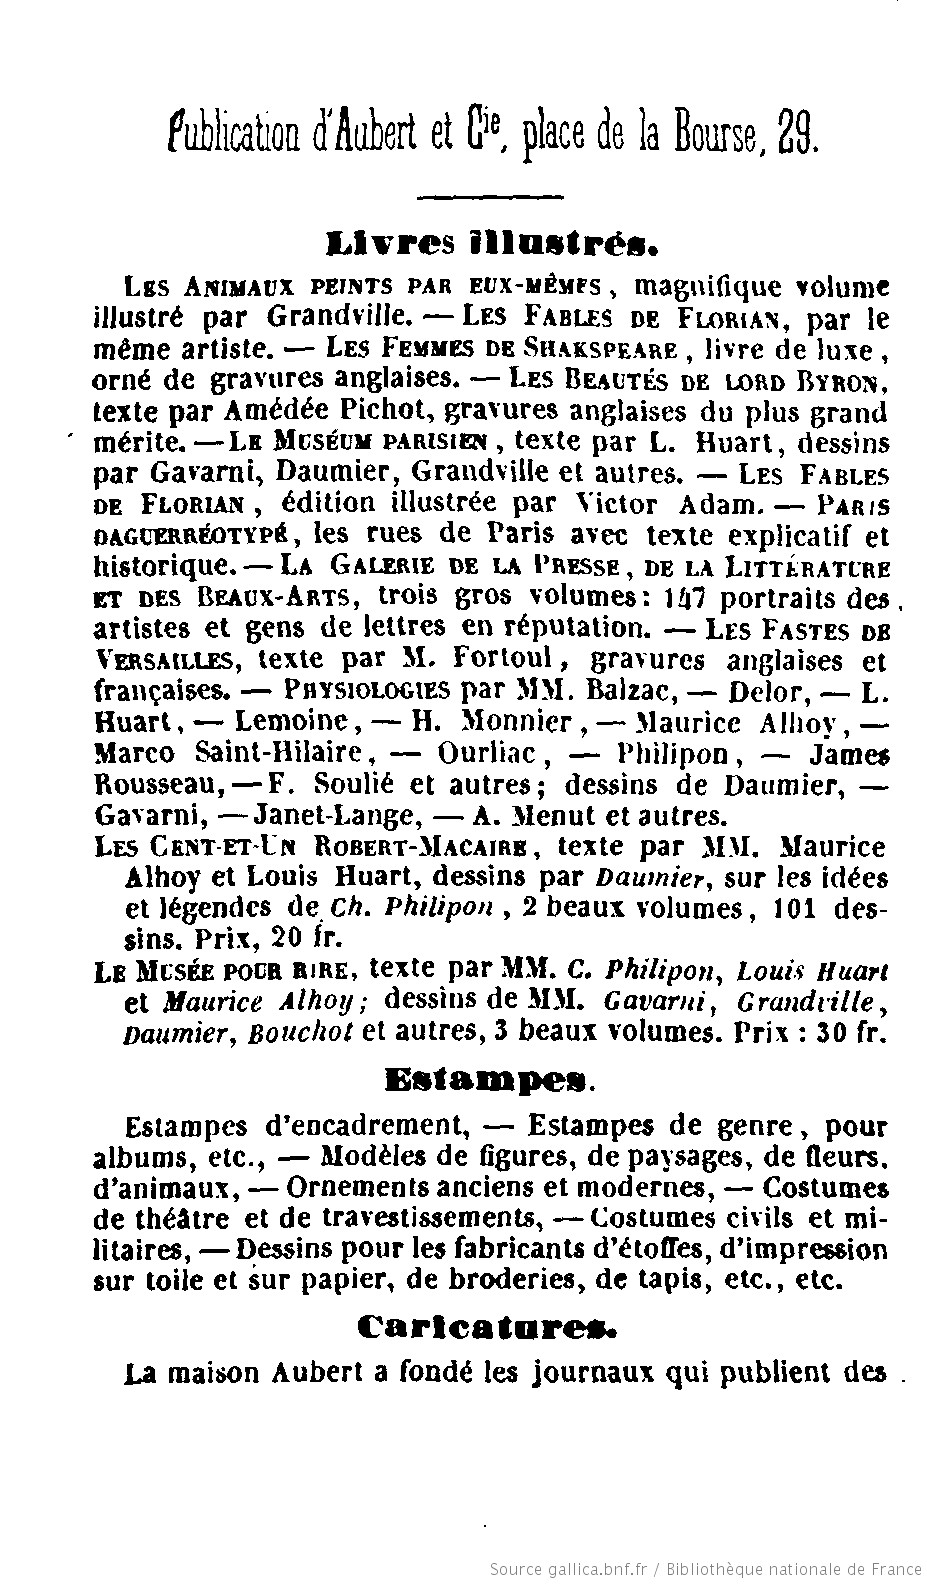 Publication d'Aubert et Cie, place de la Bourse, 29.
Livres illustrés.
LES ANIMAUX PEINTS PAR EUX-MÊMES, magnifique volume
illustré par Grandville. — LES FABLES DE FLORIAN, par le
même artiste. — LES FEMMES DE SHAKSPEARE, livre de luxe,
orné de gravures anglaises. — LES BEAUTÉS DE LORD BYRON,
texte par Amédée Pichot, gravures anglaises du plus grand
mérite. — LE MUSÉUM PARISIEN, texte par L. Huart, dessins
par Gavarni, Daumier, Grandville et autres. — LES FABLES
DE FLORIAN, édition illustrée par Victor Adam. — PARIS
DAGUERRÉOTYPÉ, les rues de Paris avec texte explicatif et
historique. — LA GALERIE DE LA PRESSE, DE LA LITTÉRATURE
ET DES BEAUX-ARTS, trois gros volumes: 147 portraits des
artistes et gens de lettres en réputation. — LES FASTES DE
VERSAILLES, texte par M. Fortoul, gravures anglaises et
françaises. — PHYSIOLOGIES par MM. Balzac, — Delor, — L.
Huart, — Lemoine, — H. Monnier, — Maurice Alhoy, —
Marco Saint-Hilaire, — Ourliac, — Philipon, — James
Rousseau, — F. Soulié et autres; dessins de Daumier, —
Gavarni, — Janet-Lange, — A. Menut et autres.
LES CENT-ET-UN ROBERT-MACAIRE, texte par MM. Maurice
Alhoy et Louis Huart, dessins par Daumier, sur les idées
et légendes de Ch. Philipon, 2 beaux volumes, 101 des-
sins. Prix, 20 fr.
LE MUSÉE POUR RIRE, texte par MM. C. Philipon, Louis Huart
et Maurice Alhoy; dessins de MM. Gavarni, Grandville,
Daumier, Bouchot et autres, 3 beaux volumes. Prix : 30 fr.
Estampes.
Estampes d'encadrement, — Estampes de genre, pour
albums, etc., — Modèles de figures, de paysages, de fleurs,
d'animaux, — Ornements anciens et modernes, — Costumes
de théâtre et de travestissements, — Costumes civils et mi-
litaires, — Dessins pour les fabricants d'étoffes, d'impression
sur toile et sur papier, de broderies, de tapis, etc., etc.
Caricatures.
La maison Aubert a fondé les journaux qui publient des
Source gallica.bnf.fr / Bibliothèque nationale de France